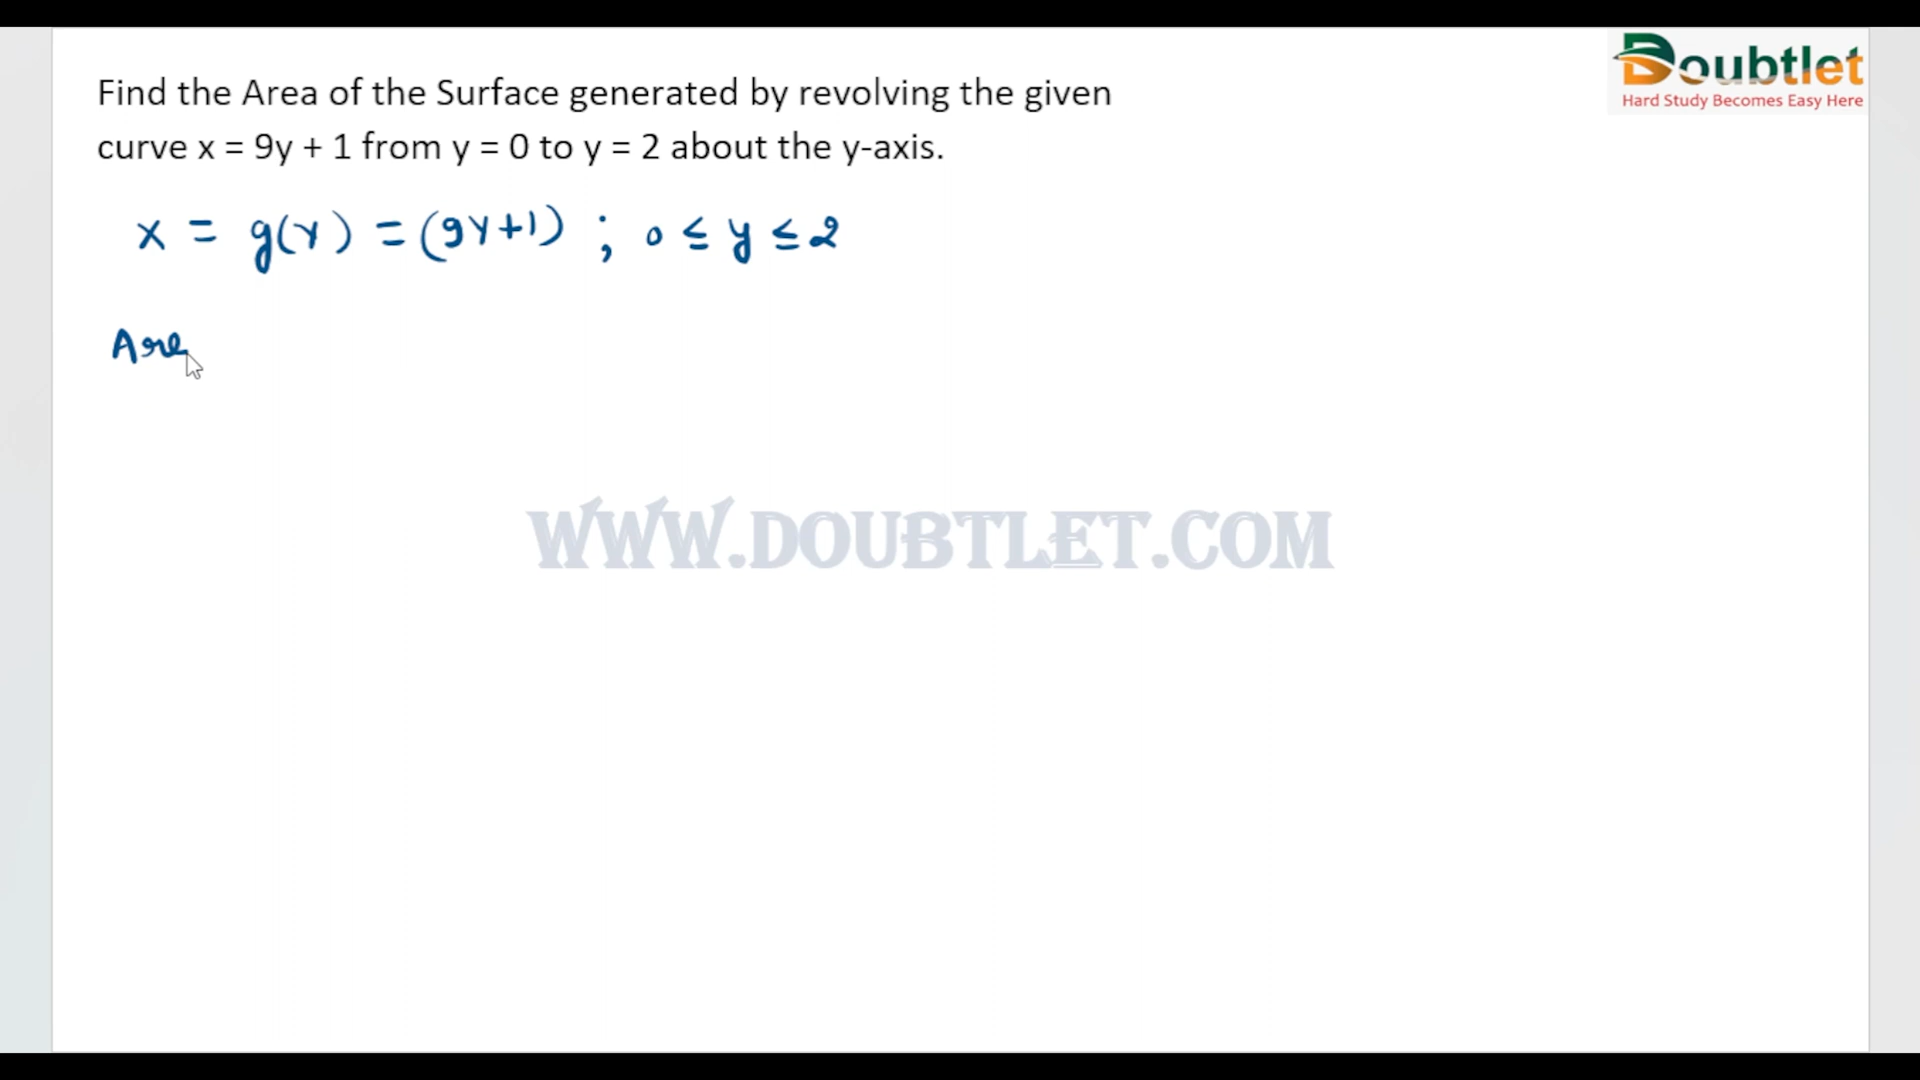 Doubtlet
Hard Study Becomes Easy Here
Find the Area of the Surface generated by revolving the given
curve x = 9y + 1 from y = 0 to y = 2 about the y-axis.
x = g(y) = (9y+1) ; 0 ≤ y ≤ 2
Are
WWW.DOUBTLET.COM